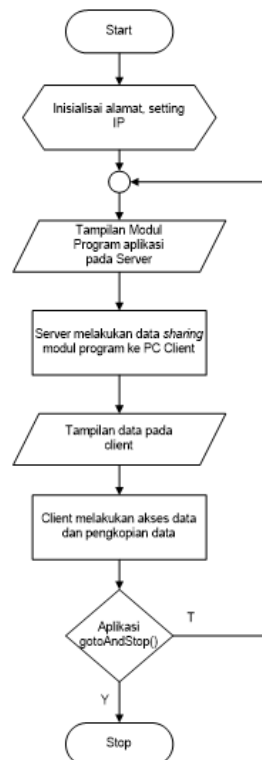 Start
Inisialisai alamat, setting
IP
Tampilan Modul
Program aplikasi
pada Server
Server melakukan data sharing
modul program ke PC Client
Tampilan data pada
client
Client melakukan akses data
dan pengkopian data
Aplikasi
gotoAndStop()
T
Y
Stop